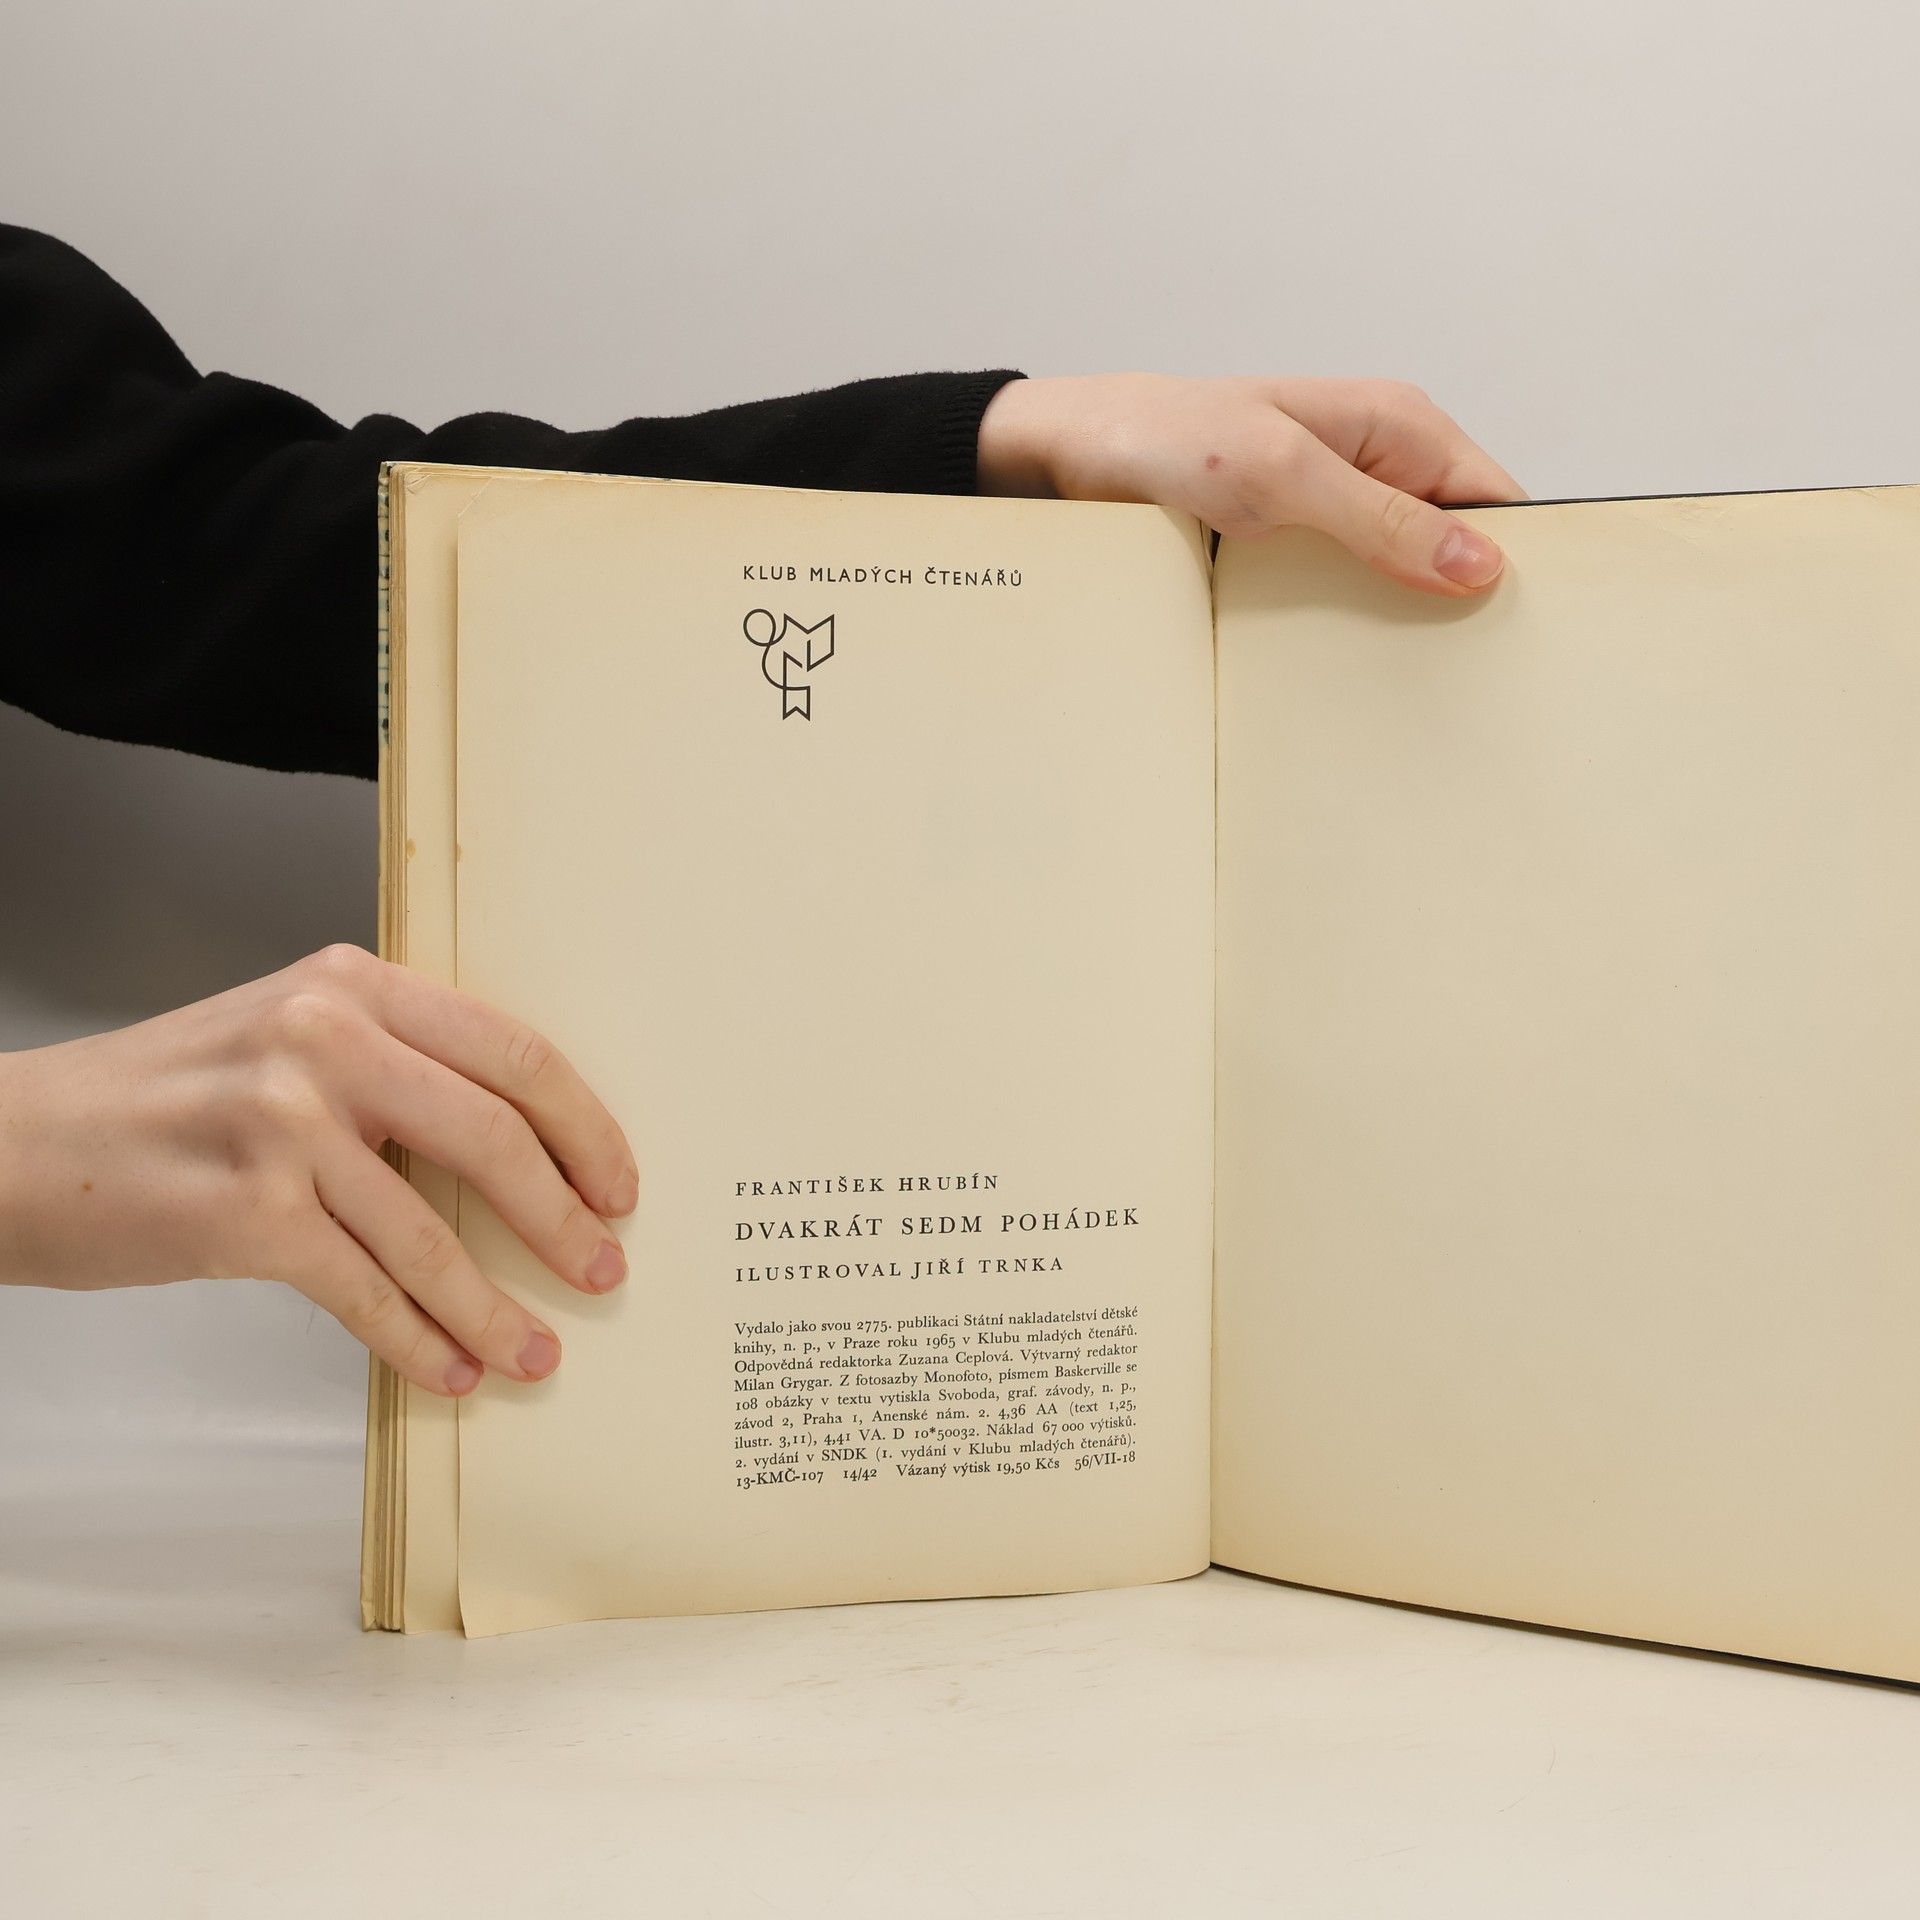 KLUB MLADÝCH ČTENÁŘŮ
FRANTIŠEK HRUBÍN
DVAKRÁT SEDM POHÁDEK
ILUSTROVAL JIŘÍ TRNKA
Vydalo jako svou 2775. publikaci Státní nakladatelství dětské
knihy, n. p., v Praze roku 1965 v Klubu mladých čtenářů.
Odpovědná redaktorka Zuzana Ceplová. Výtvarný redaktor
Milan Grygar. Z fotosazby Monofoto, písmem Baskerville se
108 obázky v textu vytiskla Svoboda, graf. závody, n. p.,
závod 2, Praha 1, Anenské nám. 2. 4,36 AA (text 1,25,
ilustr. 3,11), 4,41 VA. D 10*50032. Náklad 67 000 výtisků.
2. vydání v SNDK (1. vydání v Klubu mladých čtenářů).
13-KMČ-107 14/42 Vázaný výtisk 19,50 Kčs 56/VII-18